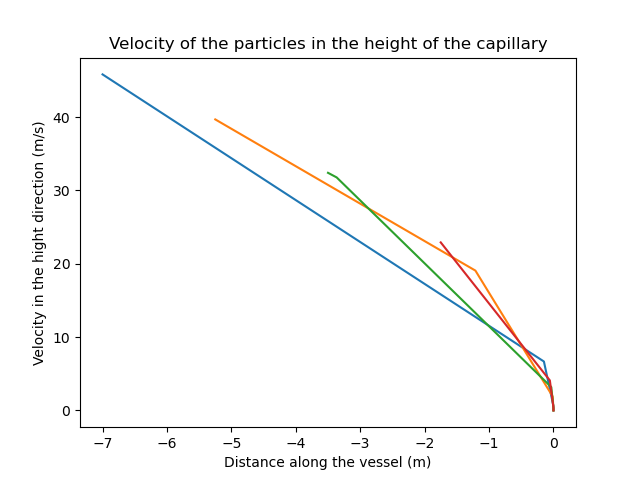 Velocity of the particles in the height of the capillary
Velocity in the hight direction (m/s)
40
30
20
10
0
−7 −6 −5 −4 −3 −2 −1 0
Distance along the vessel (m)